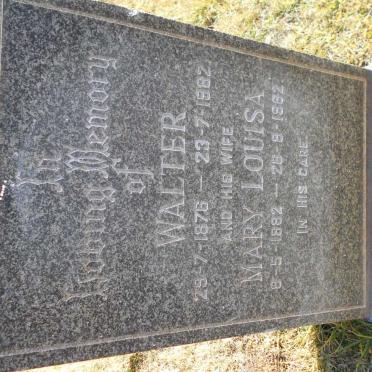 In
Loving Memory
of
WALTER
29-7-1876 – 23-7-1962
AND HIS WIFE
MARY LOUISA
8-5-1882 – 28-8-1962
IN HIS CARE